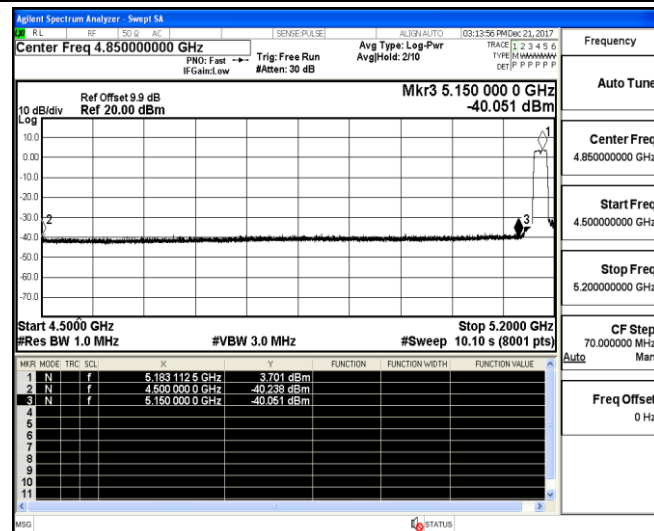 Agilent Spectrum Analyzer - Swept SA
RL RF 50 Ω AC SENSE:PULSE ALIGN AUTO 03:13:56 PM Dec 21, 2017
Center Freq 4.850000000 GHz
PNO: Fast
IFGain:Low
Trig: Free Run
#Atten: 30 dB
Avg Type: Log-Pwr
Avg|Hold: 2/10
TRACE 1 2 3 4 5 6
TYPE M WWWWW
DET P P P P P P
Ref Offset 9.9 dB
10 dB/div Ref 20.00 dBm
Log
Mkr3 5.150 000 0 GHz
-40.051 dBm
10.0
0.00
-10.0
-20.0
-30.0
-40.0
-50.0
-60.0
-70.0
1
2
3
Start 4.5000 GHz Stop 5.2000 GHz
#Res BW 1.0 MHz #VBW 3.0 MHz #Sweep 10.10 s (8001 pts)
MKR MODE TRC SCL X Y FUNCTION FUNCTION WIDTH FUNCTION VALUE
1 N f 5.183 112 5 GHz 3.701 dBm
2 N f 4.500 000 0 GHz -40.238 dBm
3 N f 5.150 000 0 GHz -40.051 dBm
4
5
6
7
8
9
10
11
MSG STATUS
Frequency
Auto Tune
Center Freq
4.850000000 GHz
Start Freq
4.500000000 GHz
Stop Freq
5.200000000 GHz
CF Step
70.000000 MHz
Auto Man
Freq Offset
0 Hz